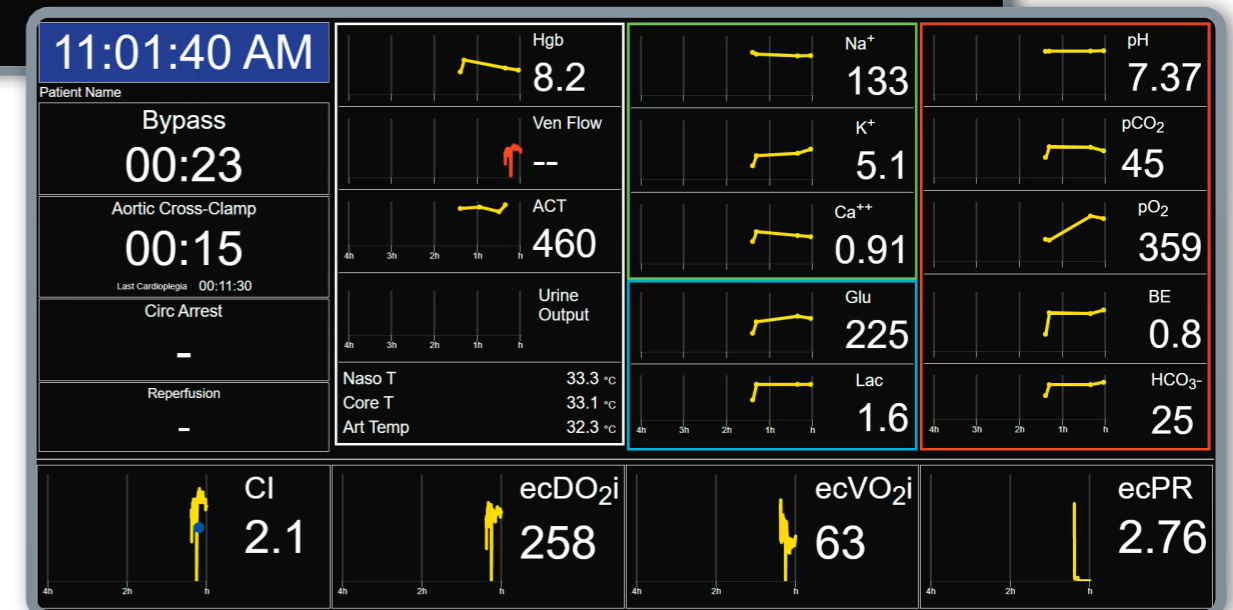 11:01:40 AM
Patient Name
Bypass
00:23
Aortic Cross-Clamp
00:15
Last Cardioplegia 00:11:30
Circ Arrest
-
Reperfusion
-
Hgb
8.2
Ven Flow
--
ACT
460
4h 3h 2h 1h h
Urine
Output
4h 3h 2h 1h h
Naso T 33.3 °C
Core T 33.1 °C
Art Temp 32.3 °C
Na+
133
K+
5.1
Ca++
0.91
Glu
225
Lac
1.6
4h 3h 2h 1h h
pH
7.37
pCO2
45
pO2
359
BE
0.8
HCO3-
25
4h 3h 2h 1h h
CI
2.1
4h 2h h
ecDO2i
258
4h 2h h
ecVO2i
63
4h 2h h
ecPR
2.76
4h 2h h